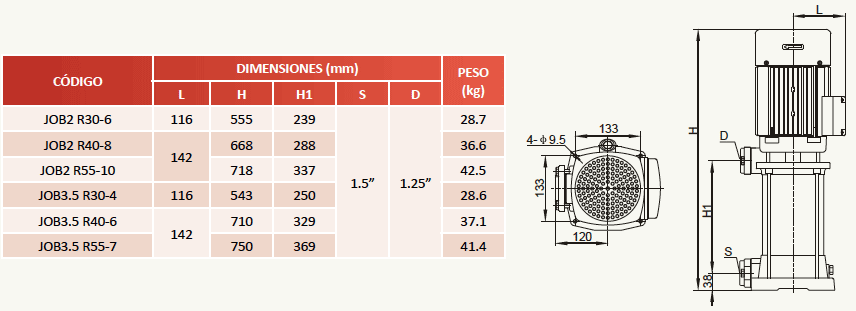 CÓDIGO DIMENSIONES (mm) PESO (kg)
L H H1 S D
JOB2 R30-6 116 555 239 1.5” 1.25” 28.7
JOB2 R40-8 142 668 288 36.6
JOB2 R55-10 718 337 42.5
JOB3.5 R30-4 116 543 250 28.6
JOB3.5 R40-6 142 710 329 37.1
JOB3.5 R55-7 750 369 41.4
133
4-φ9.5
133
120
L
H
D
H1
S
38